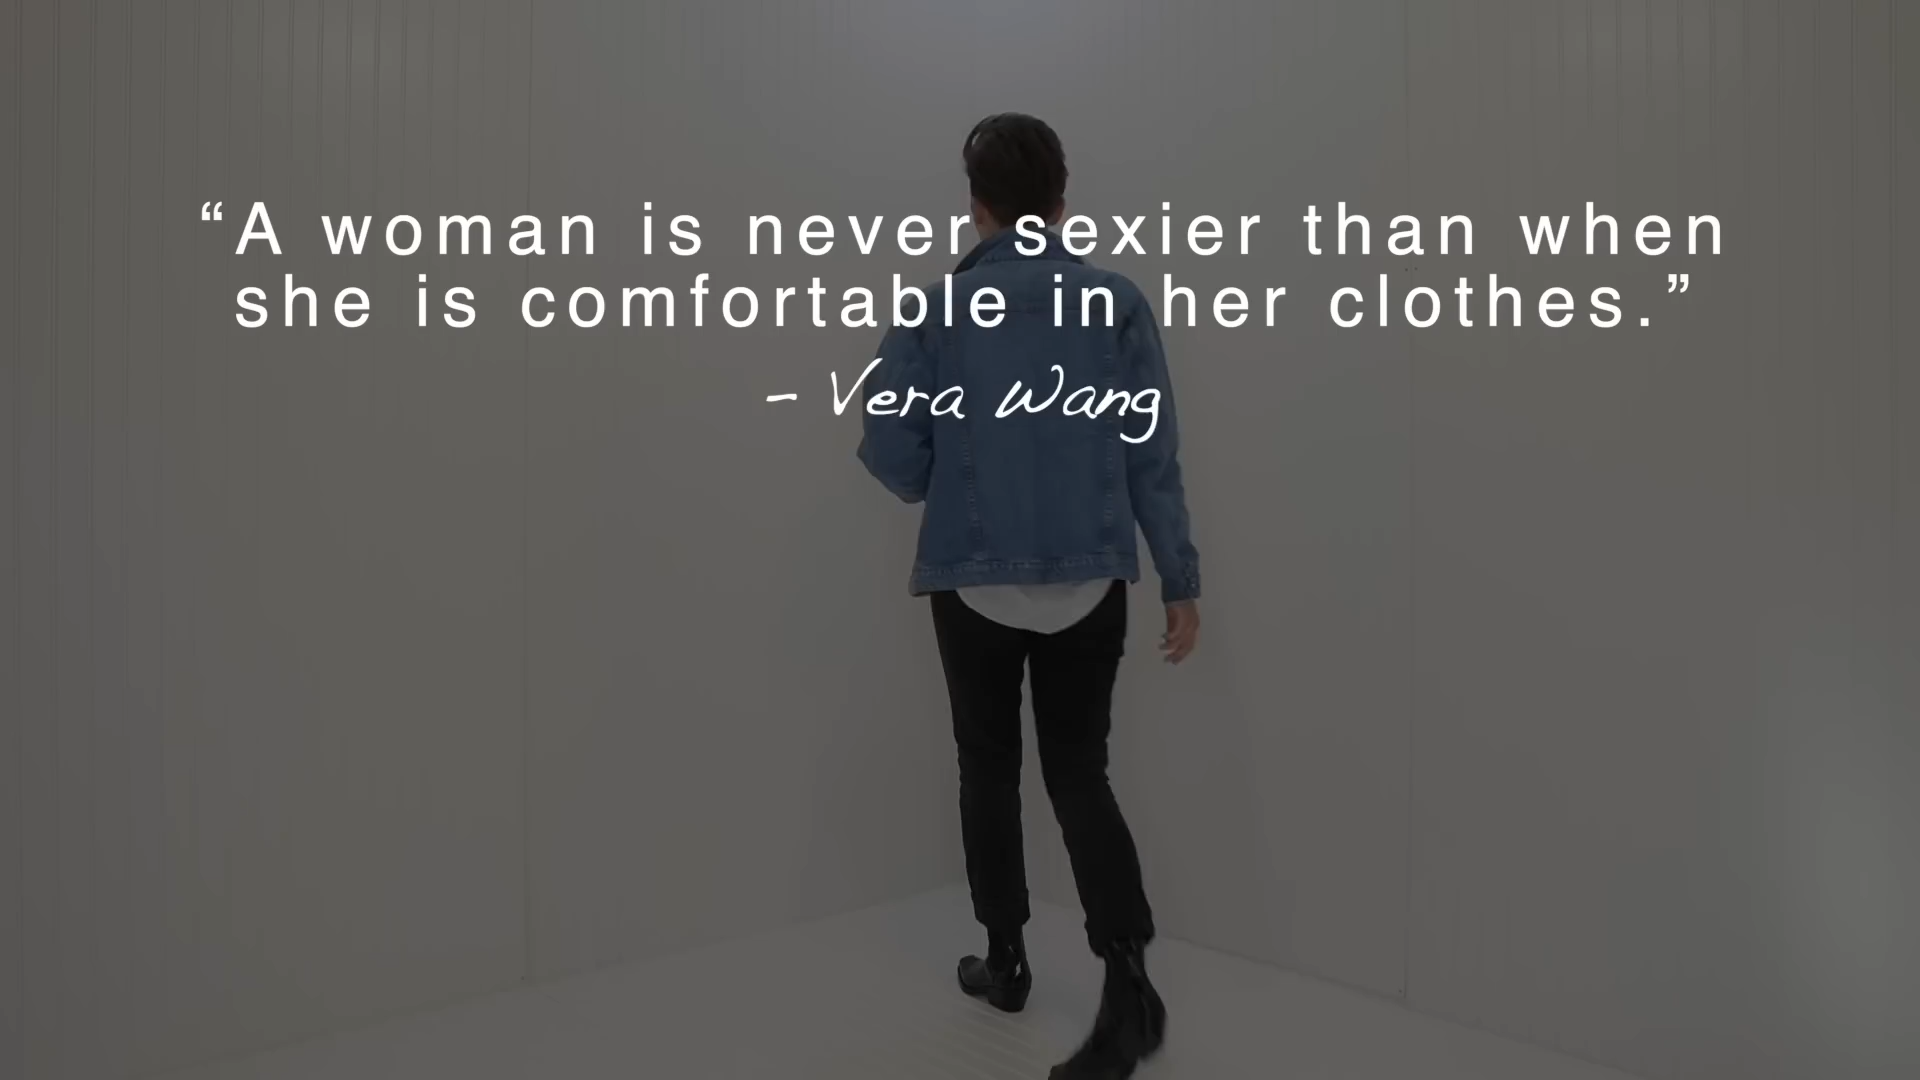 “A woman is never sexier than when
she is comfortable in her clothes.”
- Vera Wang